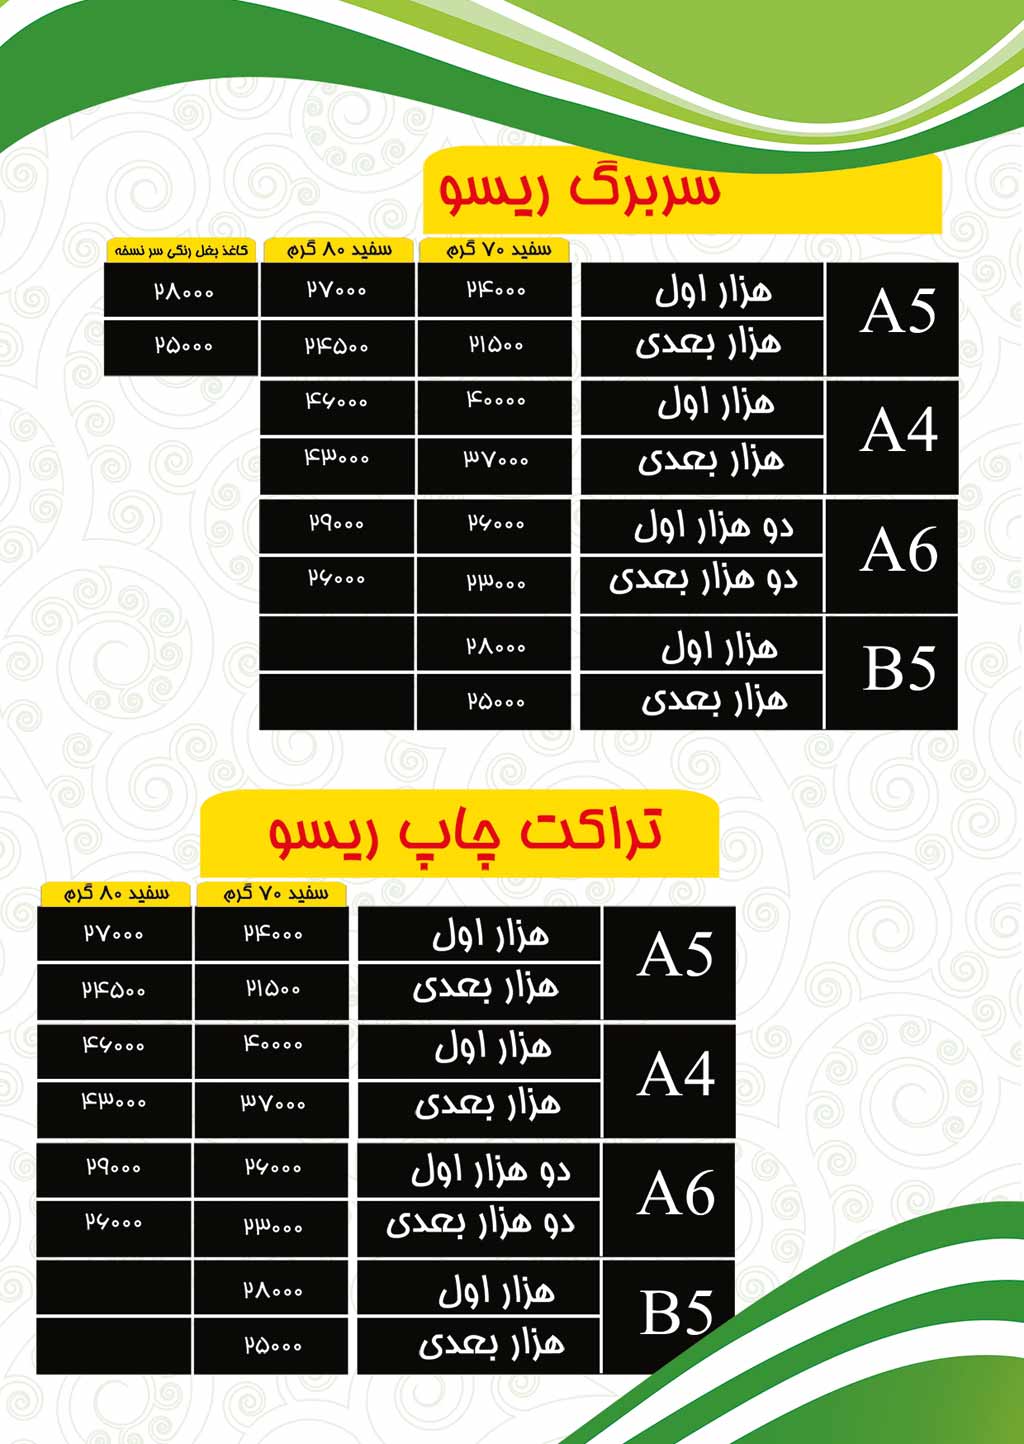 سربرگ ریسو
سفید ۷۰ گرم سفید ۸۰ گرم کاغذ بغل رنگی سر نسخه
A5 هزار اول ۲۴۰۰۰ ۲۷۰۰۰ ۲۸۰۰۰
هزار بعدی ۲۱۵۰۰ ۲۴۵۰۰ ۲۵۰۰۰
A4 هزار اول ۴۰۰۰۰ ۴۶۰۰۰
هزار بعدی ۳۷۰۰۰ ۴۳۰۰۰
A6 دو هزار اول ۲۶۰۰۰ ۲۹۰۰۰
دو هزار بعدی ۲۳۰۰۰ ۲۶۰۰۰
B5 هزار اول ۲۸۰۰۰
هزار بعدی ۲۵۰۰۰
تراکت چاپ ریسو
سفید ۷۰ گرم سفید ۸۰ گرم
A5 هزار اول ۲۴۰۰۰ ۲۷۰۰۰
هزار بعدی ۲۱۵۰۰ ۲۴۵۰۰
A4 هزار اول ۴۰۰۰۰ ۴۶۰۰۰
هزار بعدی ۳۷۰۰۰ ۴۳۰۰۰
A6 دو هزار اول ۲۶۰۰۰ ۲۹۰۰۰
دو هزار بعدی ۲۳۰۰۰ ۲۶۰۰۰
B5 هزار اول ۲۸۰۰۰
هزار بعدی ۲۵۰۰۰